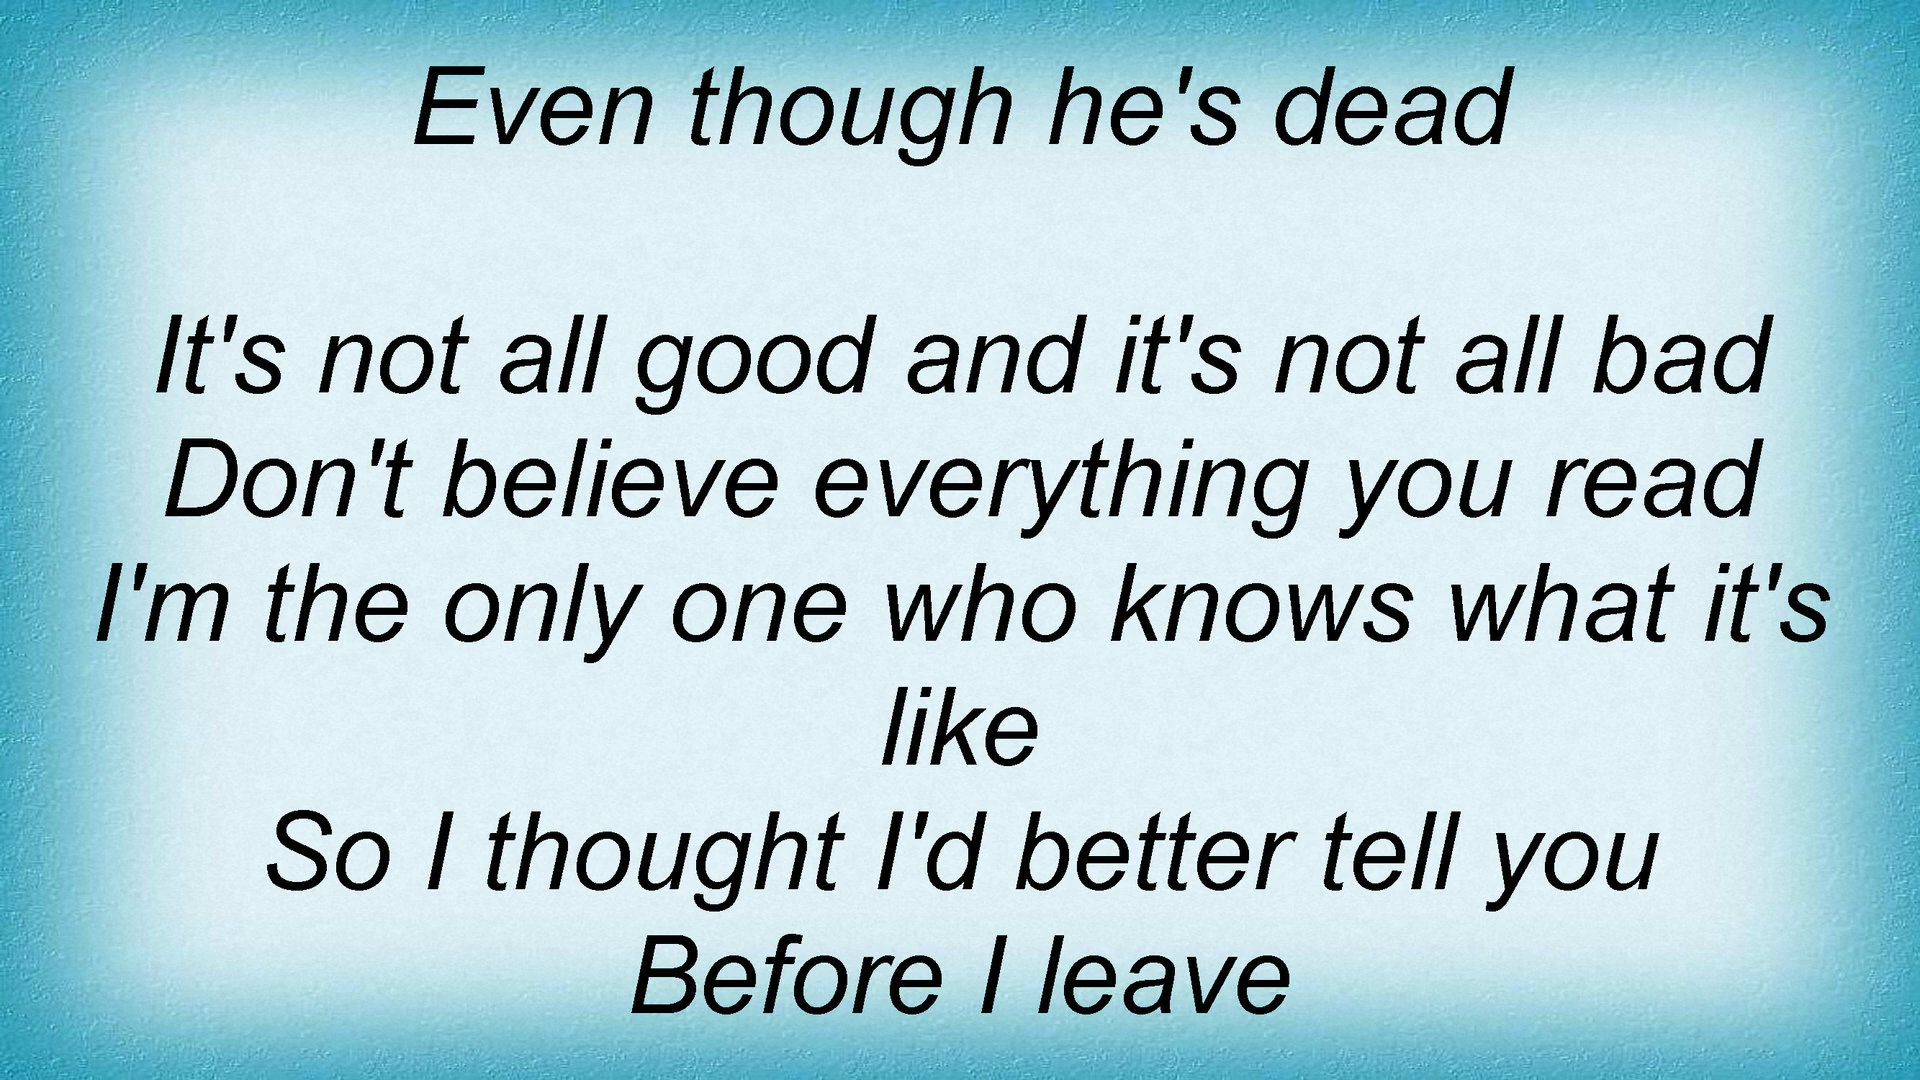 Even though he's dead
It's not all good and it's not all bad
Don't believe everything you read
I'm the only one who knows what it's
like
So I thought I'd better tell you
Before I leave